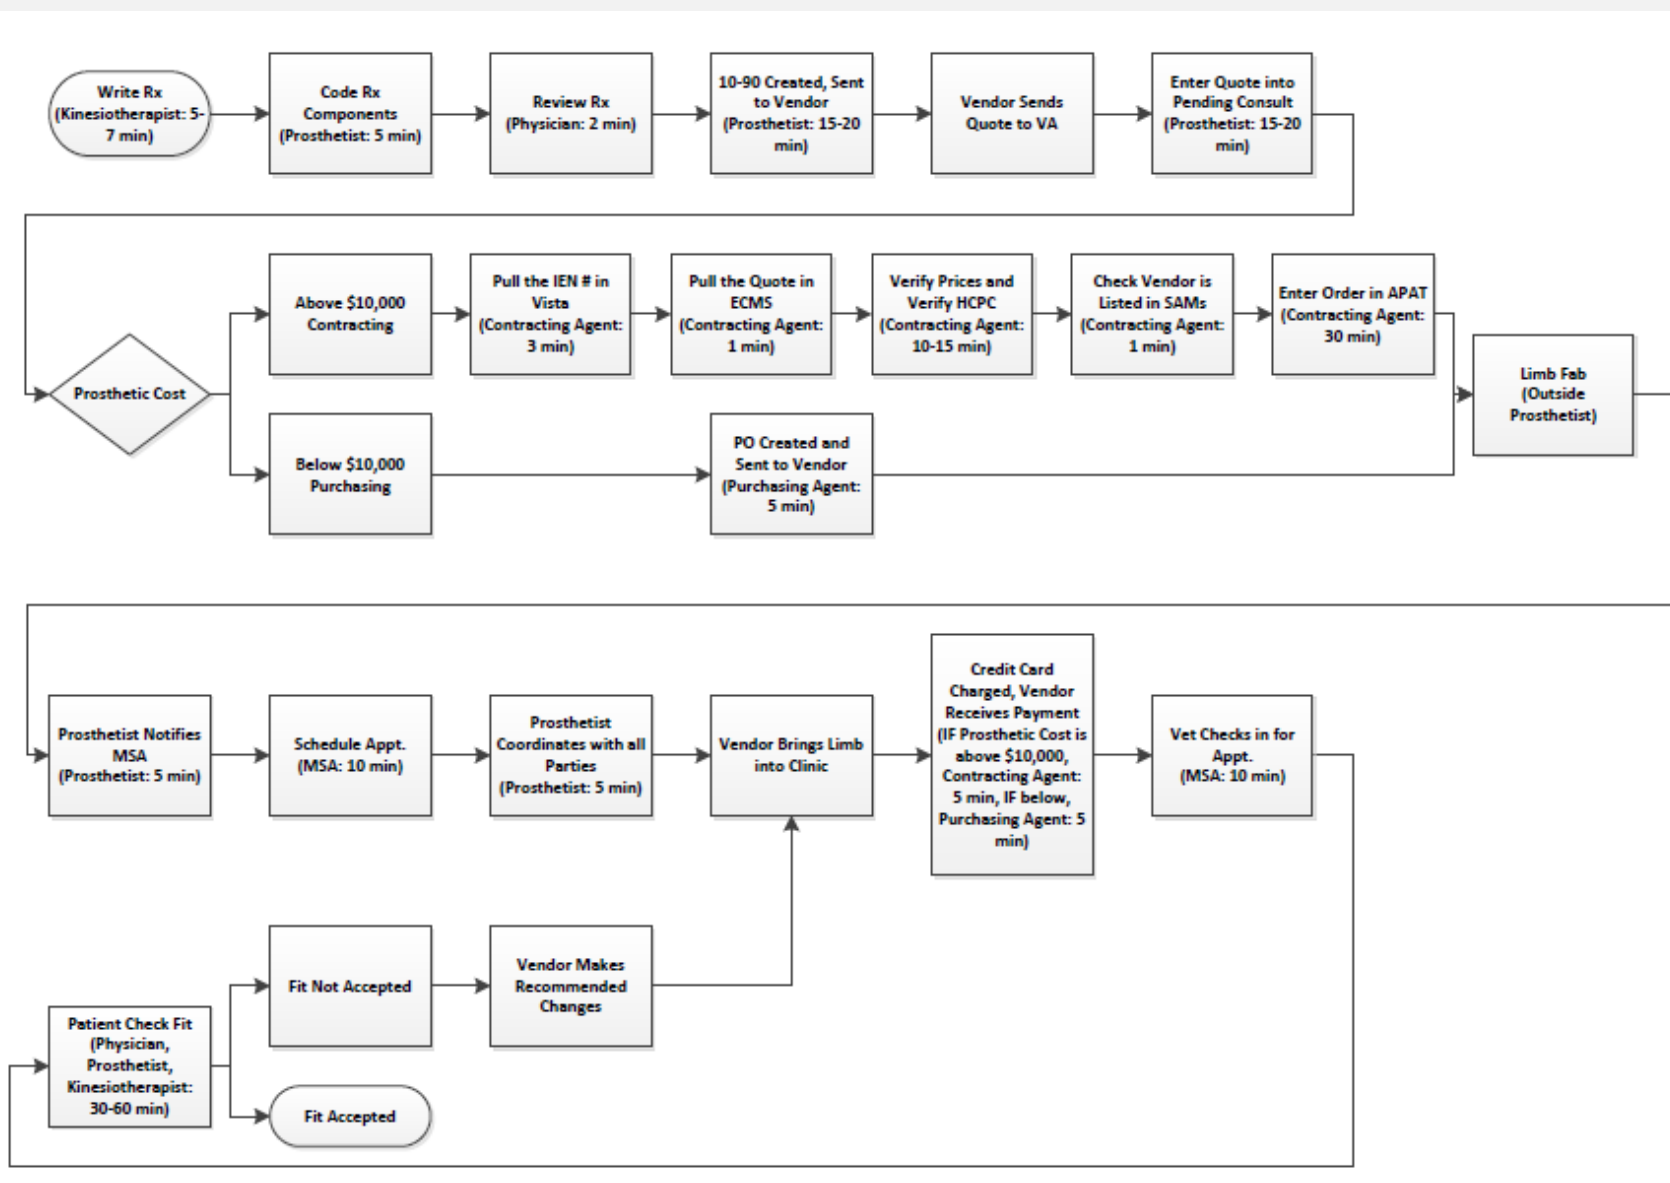 Write Rx
(Kinesiotherapist: 5-
7 min)
Code Rx
Components
(Prosthetist: 5 min)
Review Rx
(Physician: 2 min)
10-90 Created, Sent
to Vendor
(Prosthetist: 15-20
min)
Vendor Sends
Quote to VA
Enter Quote into
Pending Consult
(Prosthetist: 15-20
min)
Prosthetic Cost
Above $10,000
Contracting
Pull the IEN # in
Vista
(Contracting Agent:
3 min)
Pull the Quote in
ECMS
(Contracting Agent:
1 min)
Verify Prices and
Verify HCPC
(Contracting Agent:
10-15 min)
Check Vendor is
Listed in SAMs
(Contracting Agent:
1 min)
Enter Order in APAT
(Contracting Agent:
30 min)
Limb Fab
(Outside
Prosthetist)
Below $10,000
Purchasing
PO Created and
Sent to Vendor
(Purchasing Agent:
5 min)
Prosthetist Notifies
MSA
(Prosthetist: 5 min)
Schedule Appt.
(MSA: 10 min)
Prosthetist
Coordinates with all
Parties
(Prosthetist: 5 min)
Vendor Brings Limb
into Clinic
Credit Card
Charged, Vendor
Receives Payment
(IF Prosthetic Cost is
above $10,000,
Contracting Agent:
5 min, IF below,
Purchasing Agent: 5
min)
Vet Checks in for
Appt.
(MSA: 10 min)
Patient Check Fit
(Physician,
Prosthetist,
Kinesiotherapist:
30-60 min)
Fit Not Accepted
Vendor Makes
Recommended
Changes
Fit Accepted